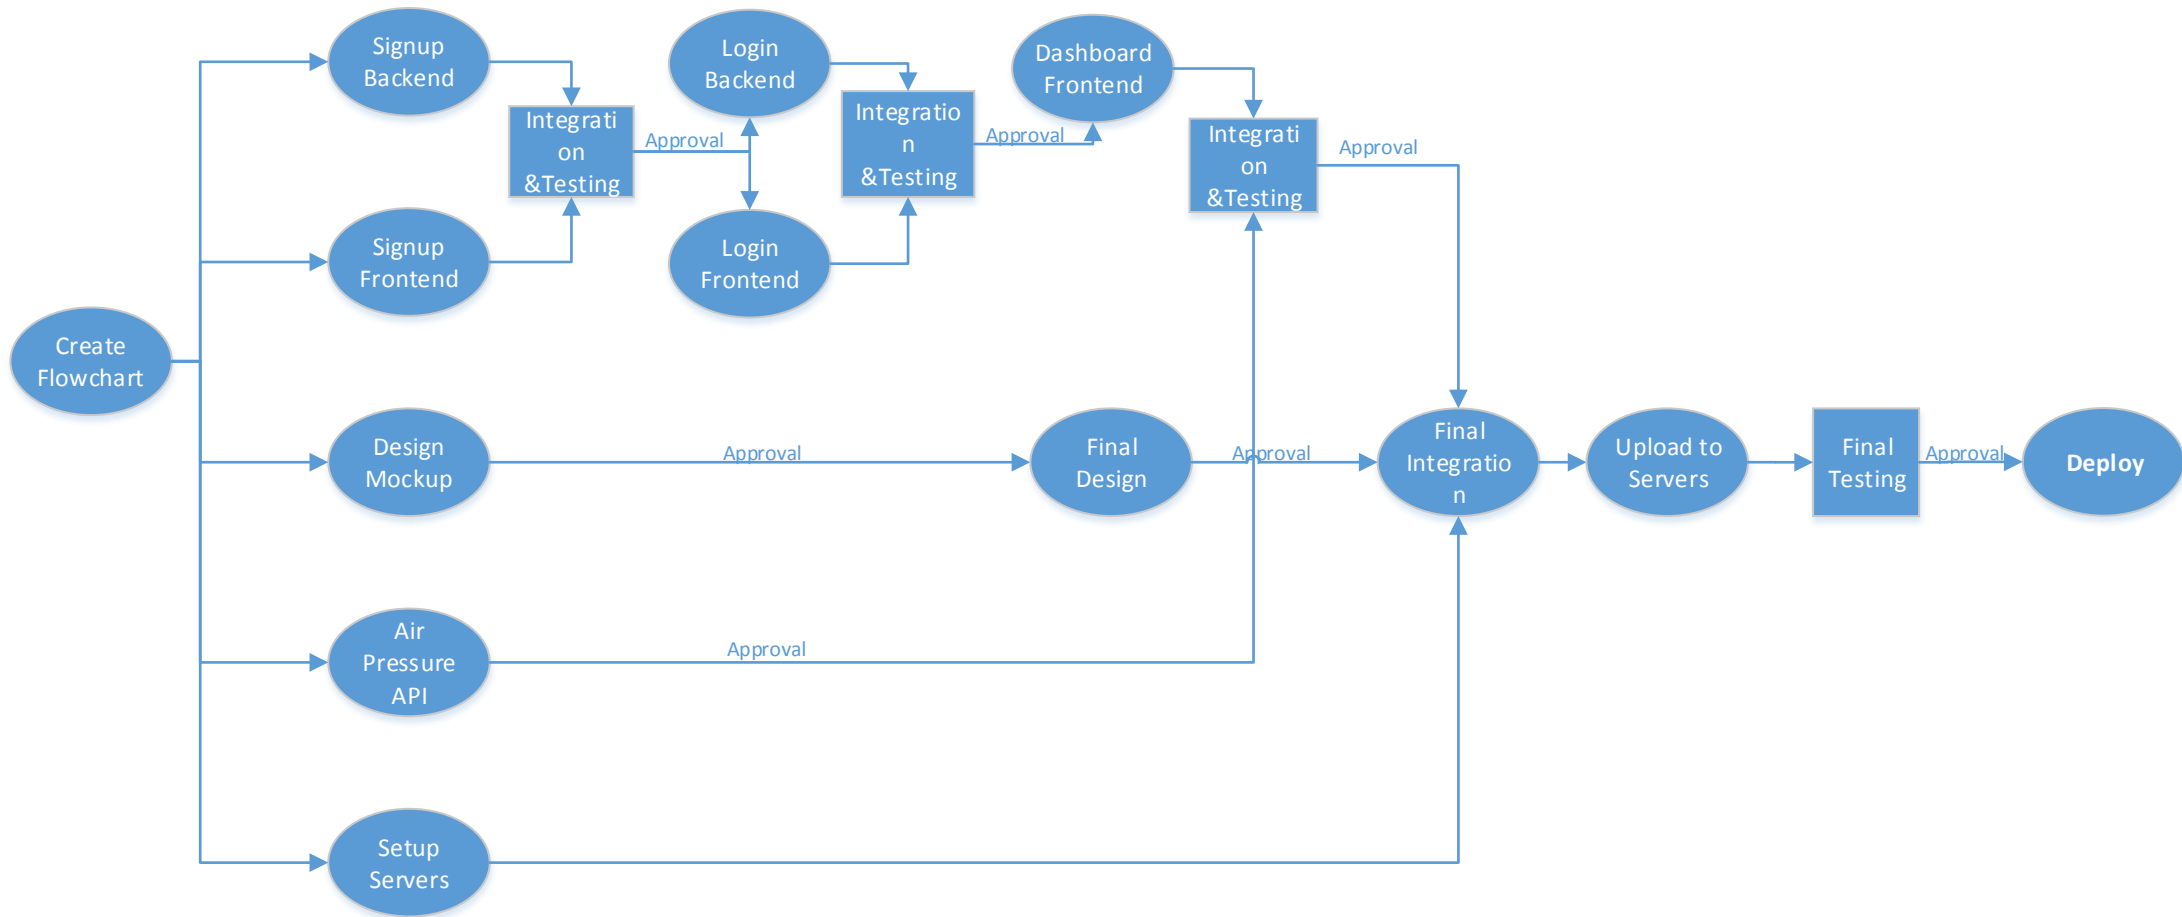 Signup
Backend
Login
Backend
Dashboard
Frontend
Integrati
on
&Testing
Approval
Integratio
n
&Testing
Approval
Integrati
on
&Testing
Approval
Signup
Frontend
Login
Frontend
Create
Flowchart
Design
Mockup
Approval
Final
Design
Approval
Final
Integratio
n
Upload to
Servers
Final
Testing
Approval
Deploy
Air
Pressure
API
Approval
Setup
Servers